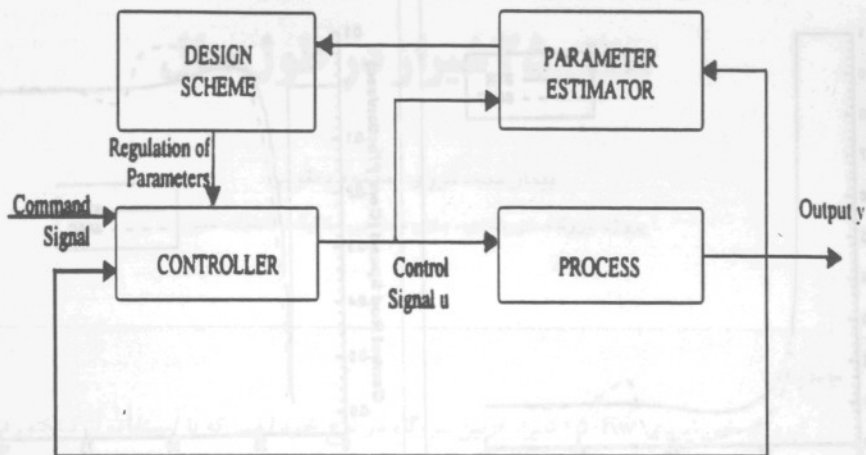 DESIGN
SCHEME
PARAMETER
ESTIMATOR
Regulation of
Parameters
Command
Signal
CONTROLLER
Control
Signal u
PROCESS
Output y